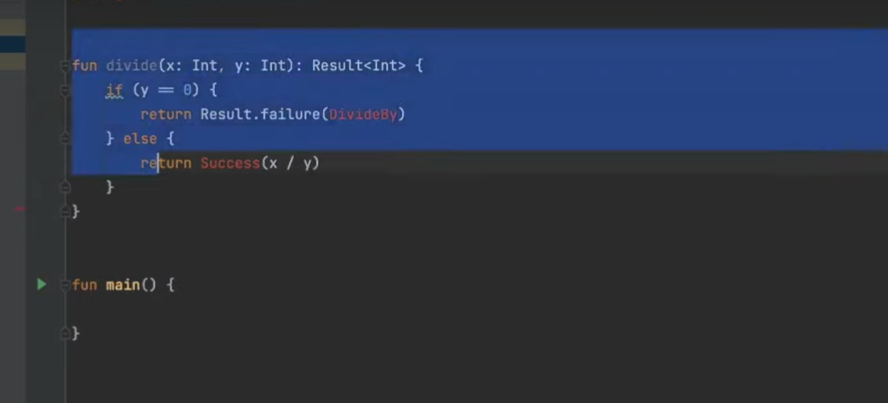 fun divide(x: Int, y: Int): Result<Int> {
if (y == 0) {
return Result.failure(DivideBy)
} else {
return Success(x / y)
}
}
fun main() {
}